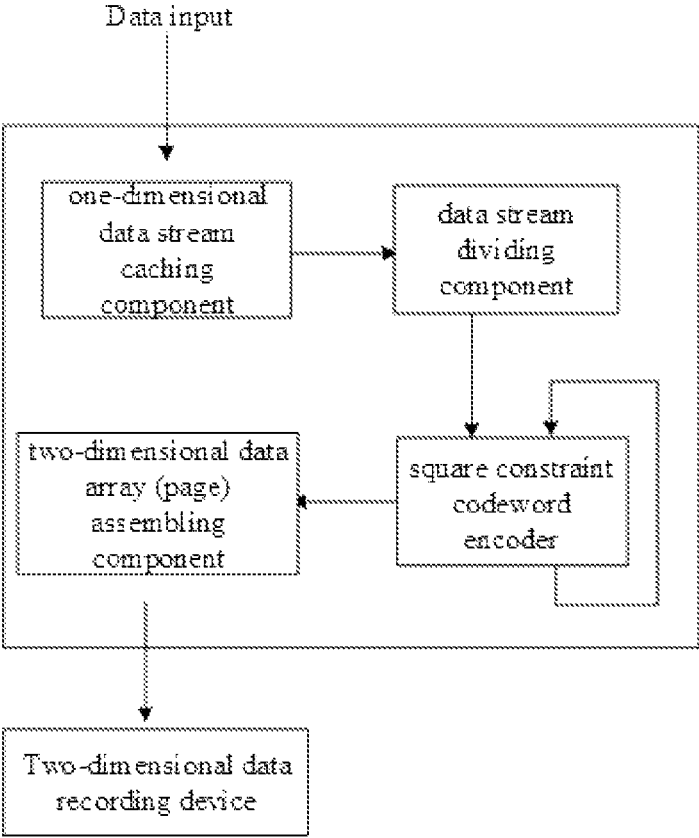 Data input
one-dimensional
data stream
caching
component
data stream
dividing
component
two-dimensional data
array (page)
assembling
component
square constraint
codeword
encoder
Two-dimensional data
recording device